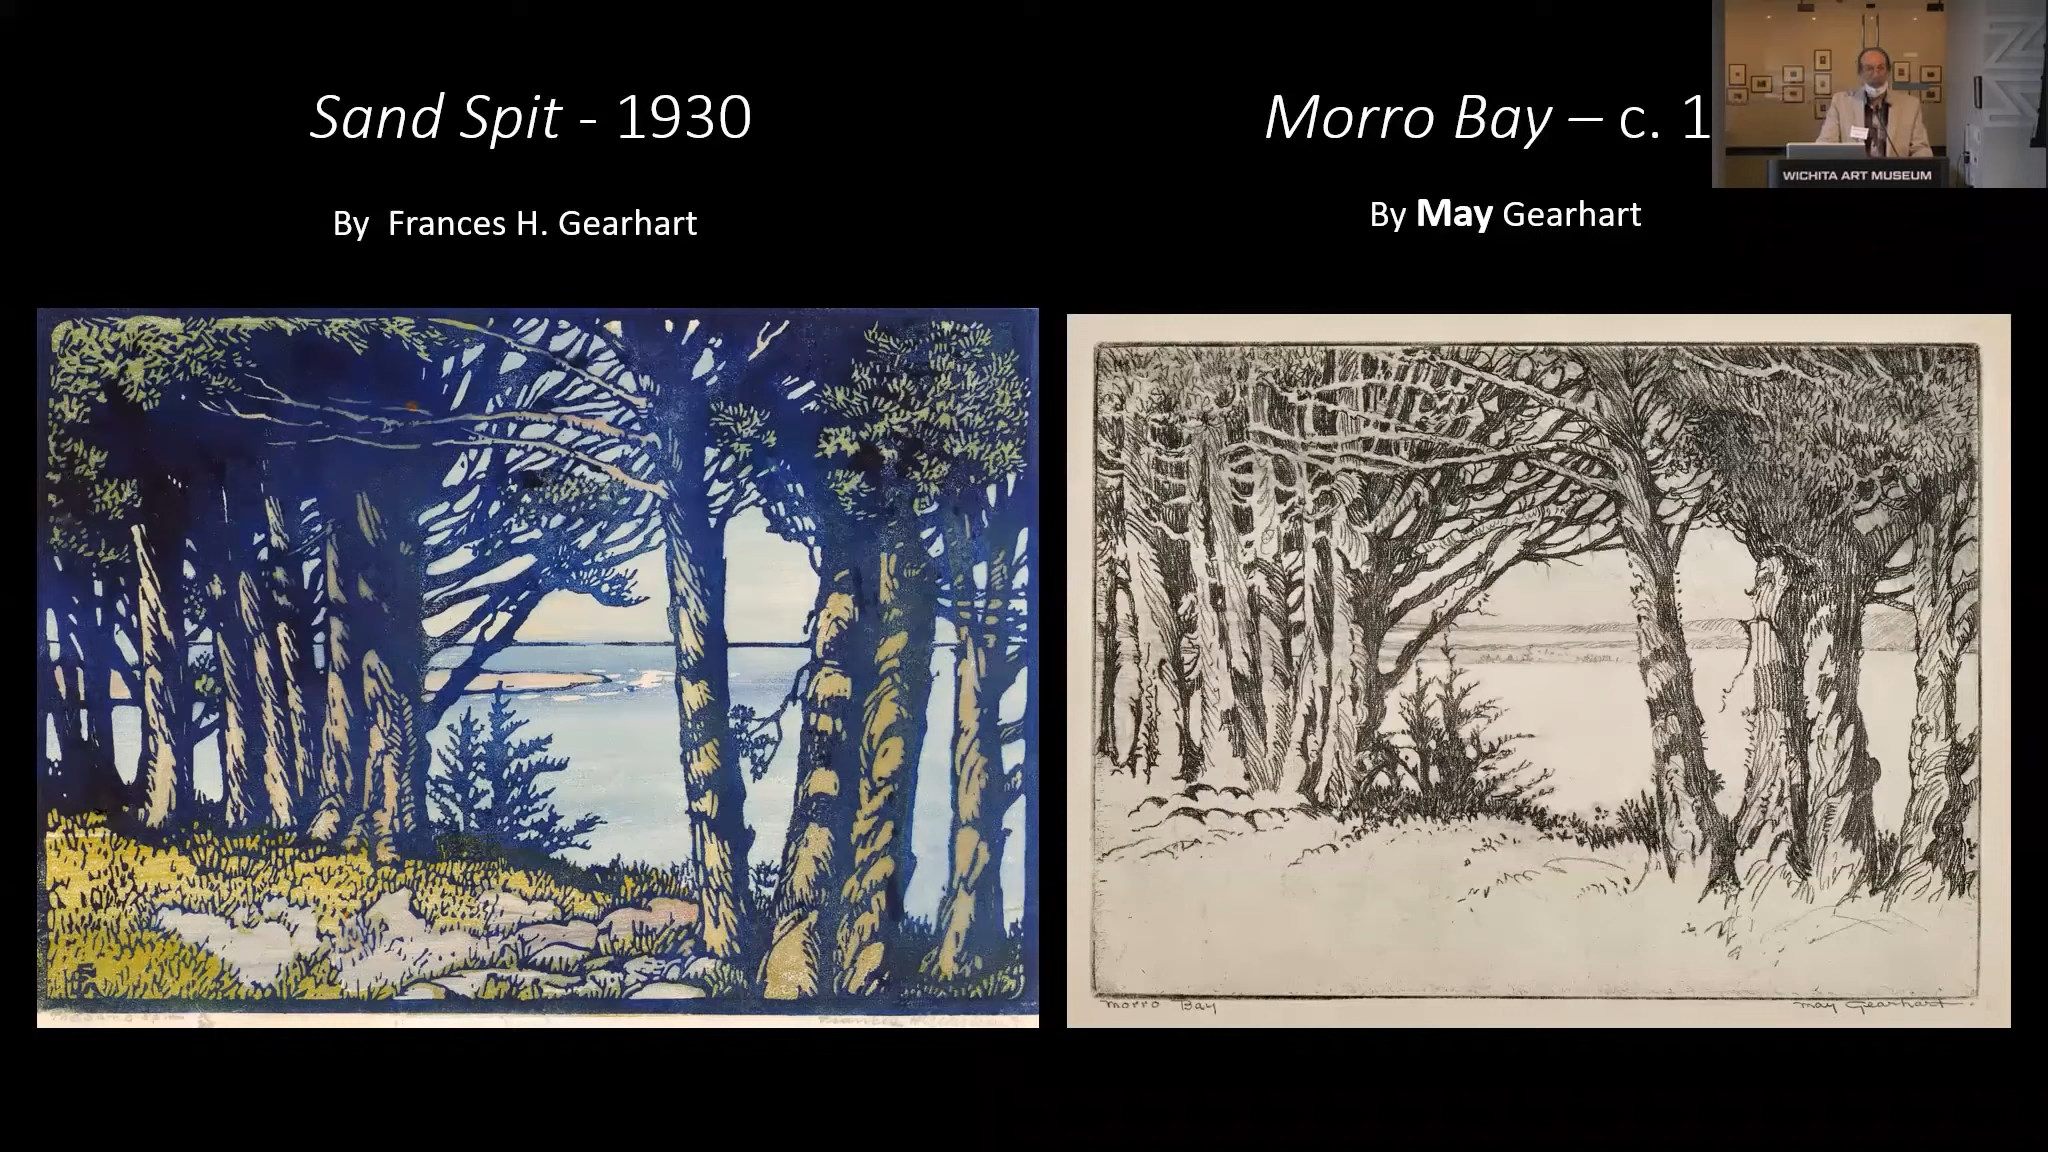 Sand Spit - 1930
By Frances H. Gearhart
Morro Bay – c. 1
By May Gearhart
WICHITA ART MUSEUM
Morro Bay
May Gearhart